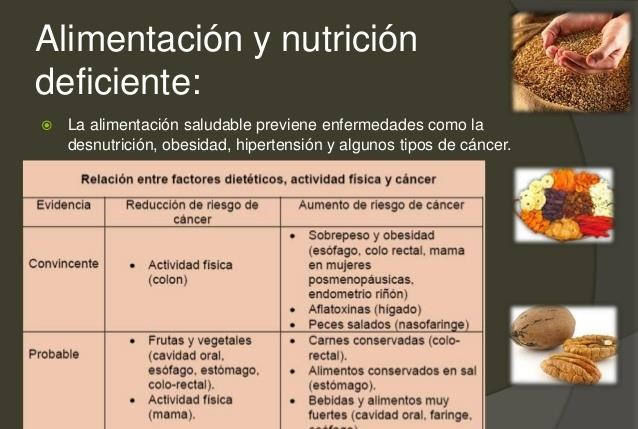 Alimentación y nutrición
deficiente:
La alimentación saludable previene enfermedades como la
desnutrición, obesidad, hipertensión y algunos tipos de cáncer.
Relación entre factores dietéticos, actividad física y cáncer
Evidencia
Reducción de riesgo de
cáncer
Aumento de riesgo de cáncer
Convincente
• Actividad física
(colon)
• Sobrepeso y obesidad
(esófago, colo rectal, mama
en mujeres
posmenopáusicas,
endometrio riñón)
• Aflatoxinas (hígado)
• Peces salados (nasofaringe)
Probable
• Frutas y vegetales
(cavidad oral,
esófago, estómago,
colo-rectal).
• Actividad física
(mama).
• Carnes conservadas (colo-
rectal).
• Alimentos conservados en sal
(estómago).
• Bebidas y alimentos muy
fuertes (cavidad oral, faringe,